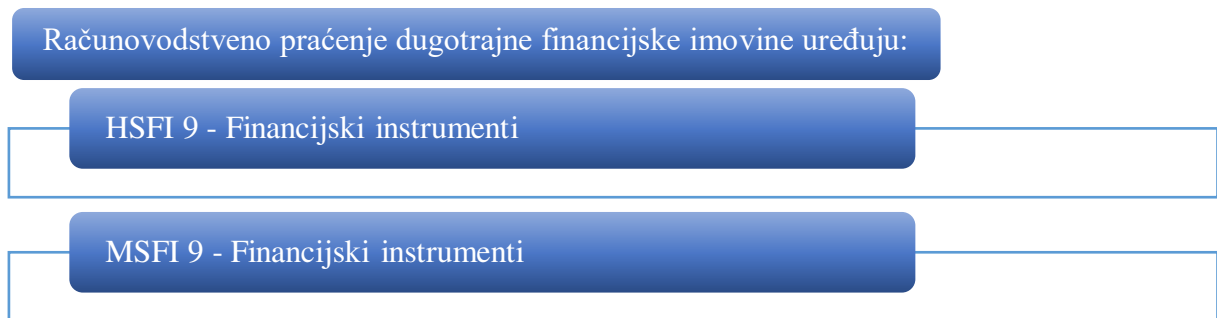 Računovodstveno praćenje dugotrajne financijske imovine uređuju:
HSFI 9 - Financijski instrumenti
MSFI 9 - Financijski instrumenti